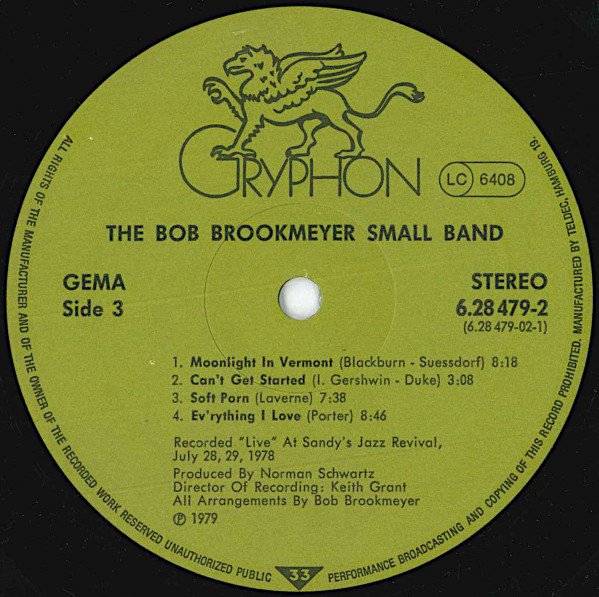 GRYPHON
LC 6408
THE BOB BROOKMEYER SMALL BAND
GEMA
Side 3
STEREO
6.28 479-2
(6.28 479-02-1)
1. Moonlight In Vermont (Blackburn - Suessdorf) 8:18
2. Can't Get Started (I. Gershwin - Duke) 3:08
3. Soft Porn (Laverne) 7:38
4. Ev'rything I Love (Porter) 8:46
Recorded "Live" At Sandy's Jazz Revival,
July 28, 29, 1978
Produced By Norman Schwartz
Director Of Recording: Keith Grant
All Arrangements By Bob Brookmeyer
℗ 1979
ALL RIGHTS OF THE MANUFACTURER AND OF THE OWNER OF THE RECORDED WORK RESERVED UNAUTHORIZED PUBLIC 33 PERFORMANCE BROADCASTING AND COPYING OF THIS RECORD PROHIBITED. MANUFACTURED BY TELDEC, HAMBURG 19.